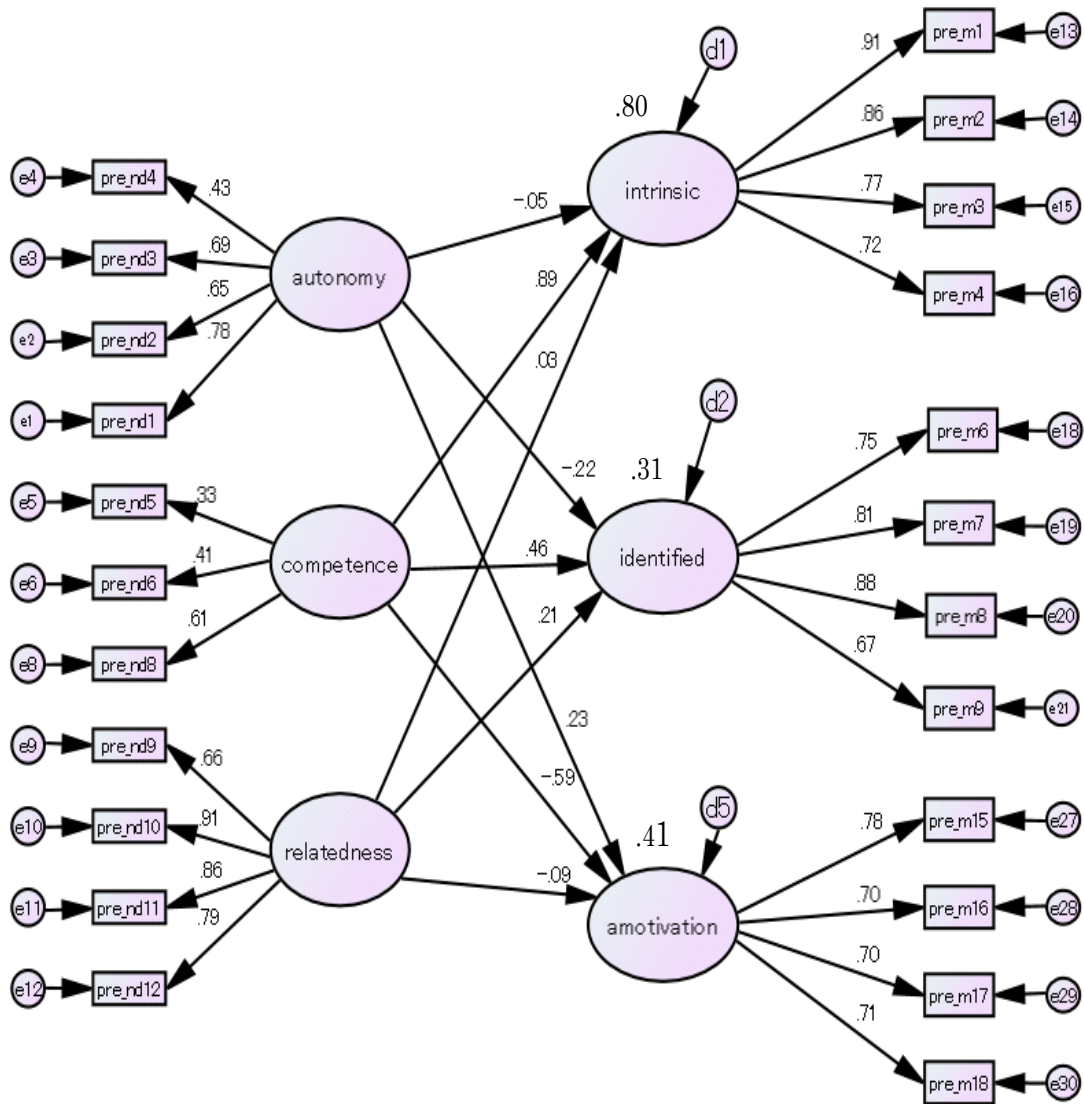 e4
pre_nd4
.43
e3
pre_nd3
.69
e2
pre_nd2
.65
e1
pre_nd1
.78
autonomy
e5
pre_nd5
.33
e6
pre_nd6
.41
e8
pre_nd8
.61
competence
e9
pre_nd9
.66
e10
pre_nd10
.91
e11
pre_nd11
.86
e12
pre_nd12
.79
relatedness
-.05
.89
.03
-.22
.46
.21
.23
-.59
-.09
d1
.80
intrinsic
.91
pre_m1
e13
.86
pre_m2
e14
.77
pre_m3
e15
.72
pre_m4
e16
d2
.31
identified
.75
pre_m6
e18
.81
pre_m7
e19
.88
pre_m8
e20
.67
pre_m9
e21
d5
.41
amotivation
.78
pre_m15
e27
.70
pre_m16
e28
.70
pre_m17
e29
.71
pre_m18
e30